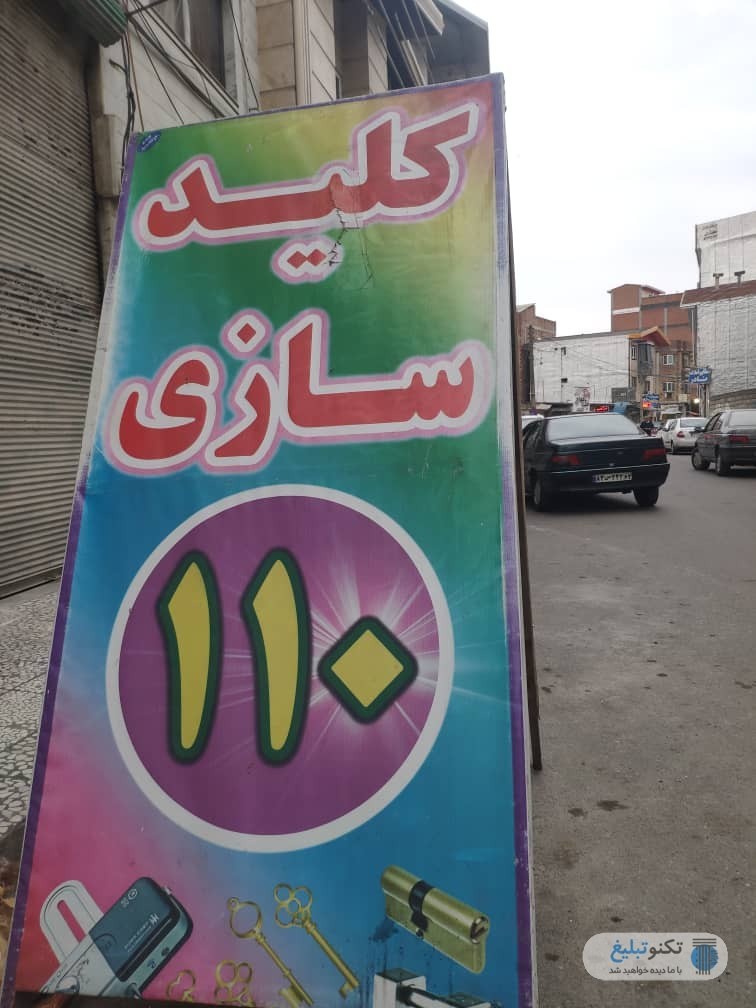 کلید
سازی
۱۱۰
تکنوتبلیغ
با ما دیده خواهید شد